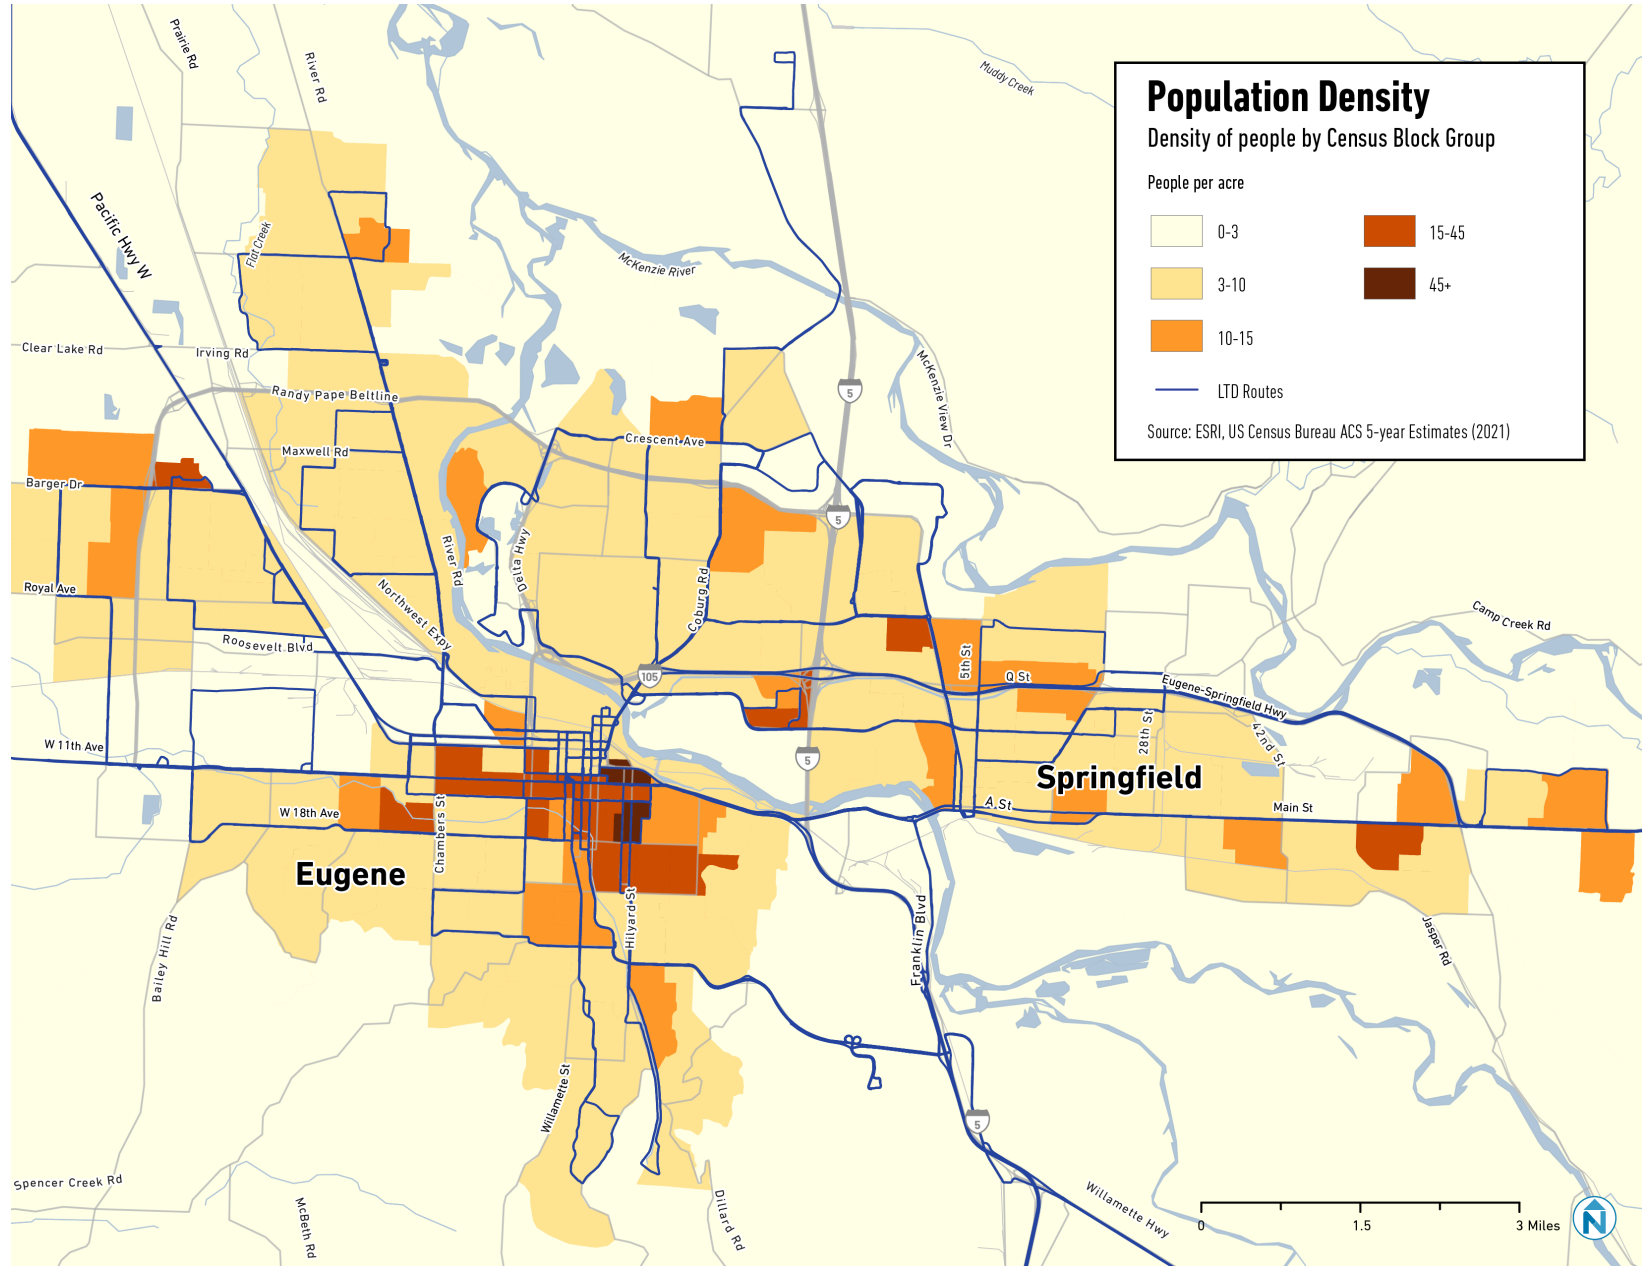 Population Density
Density of people by Census Block Group
People per acre
0-3
15-45
3-10
45+
10-15
LTD Routes
Source: ESRI, US Census Bureau ACS 5-year Estimates (2021)
Prairie Rd
River Rd
Muddy Creek
Pacific Hwy W
Flat Creek
McKenzie River
Clear Lake Rd
Irving Rd
Randy Pape Beltline
McKenzie View Dr
5
Crescent Ave
Maxwell Rd
Barger Dr
5
River Rd
Delta Hwy
Coburg Rd
Royal Ave
Northwest Expy
Roosevelt Blvd
Camp Creek Rd
5th St
105
Q St
Eugene-Springfield Hwy
28th St
42nd St
W 11th Ave
5
Springfield
A St
Main St
W 18th Ave
Chambers St
Eugene
Hilyard St
Franklin Blvd
Bailey Hill Rd
Jasper Rd
Willamette St
5
Spencer Creek Rd
McBeth Rd
Dillard Rd
Willamette Hwy
0
1.5
3 Miles
N